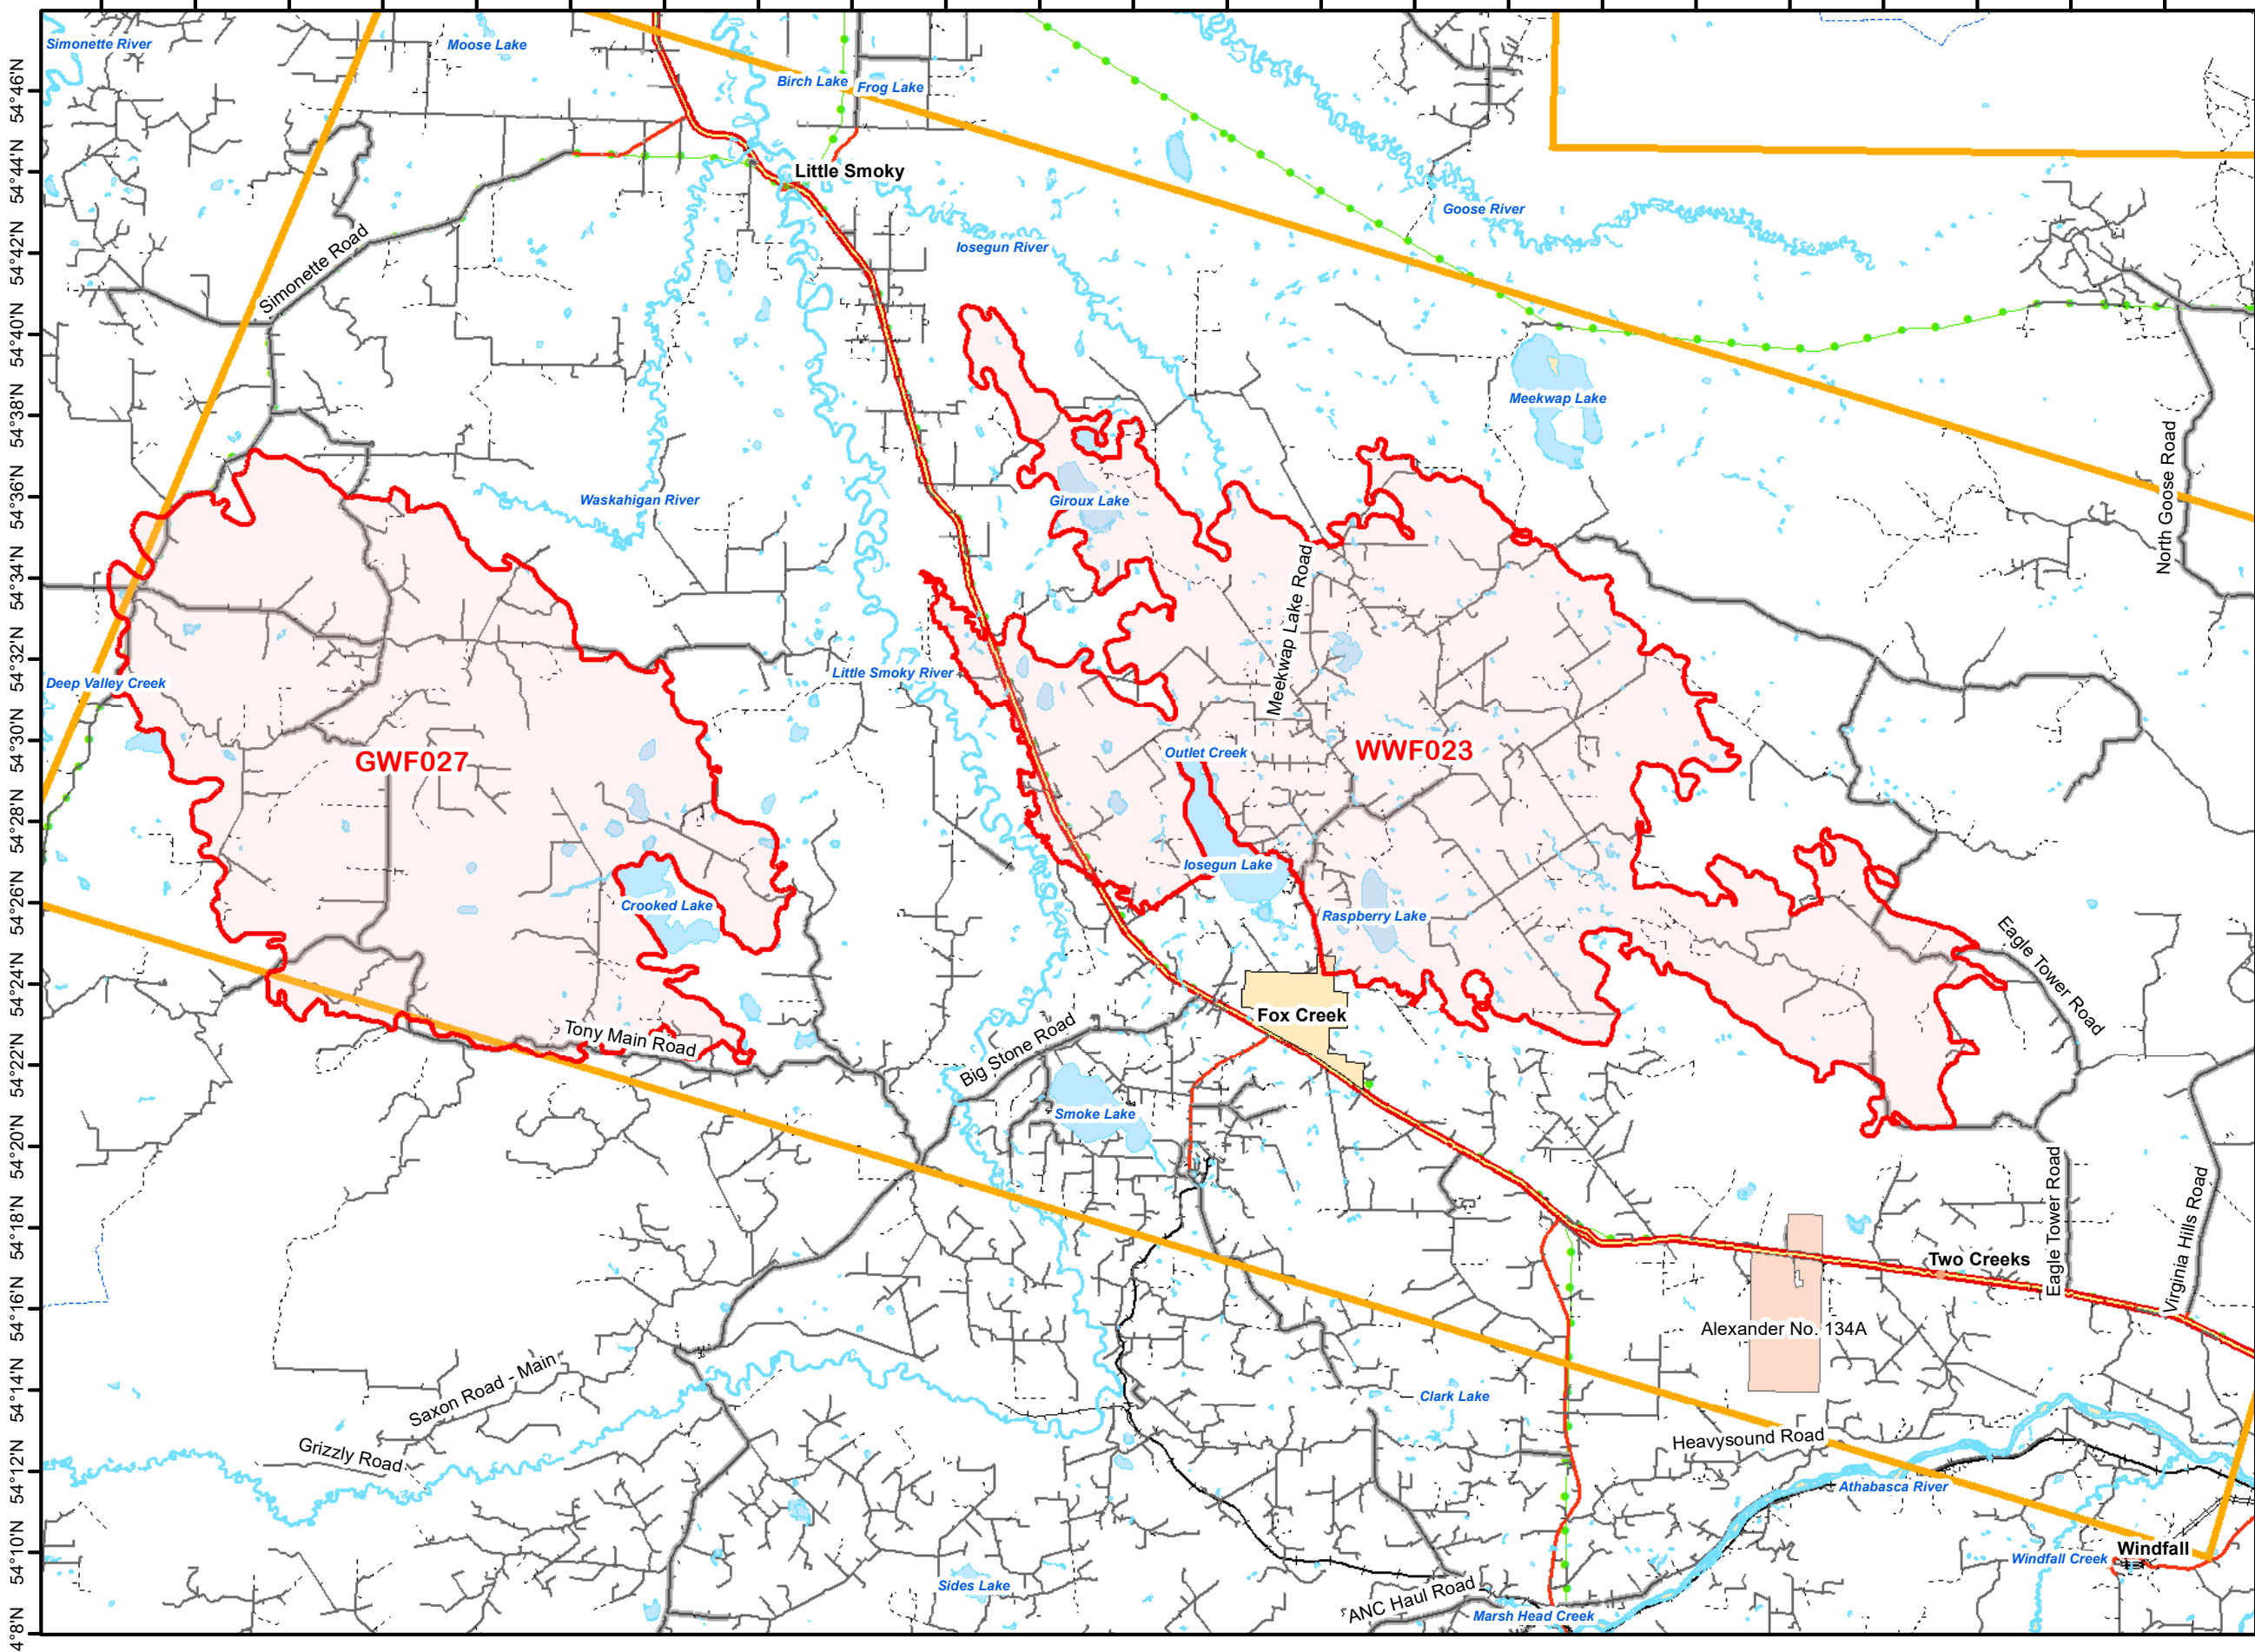 Simonette River
Moose Lake
Birch Lake
Frog Lake
Little Smoky
Goose River
Iosegun River
Simonette Road
Meekwap Lake
North Goose Road
Waskahigan River
Giroux Lake
Meekwap Lake Road
Deep Valley Creek
Little Smoky River
GWF027
Outlet Creek
WWF023
Iosegun Lake
Crooked Lake
Raspberry Lake
Eagle Tower Road
Fox Creek
Tony Main Road
Big Stone Road
Smoke Lake
Eagle Tower Road
Virginia Hills Road
Two Creeks
Alexander No. 134A
Saxon Road - Main
Clark Lake
Grizzly Road
Heavysound Road
Athabasca River
Windfall
Windfall Creek
Sides Lake
ANC Haul Road
Marsh Head Creek
54°46'N
54°44'N
54°42'N
54°40'N
54°38'N
54°36'N
54°34'N
54°32'N
54°30'N
54°28'N
54°26'N
54°24'N
54°22'N
54°20'N
54°18'N
54°16'N
54°14'N
54°12'N
54°10'N
4°8'N